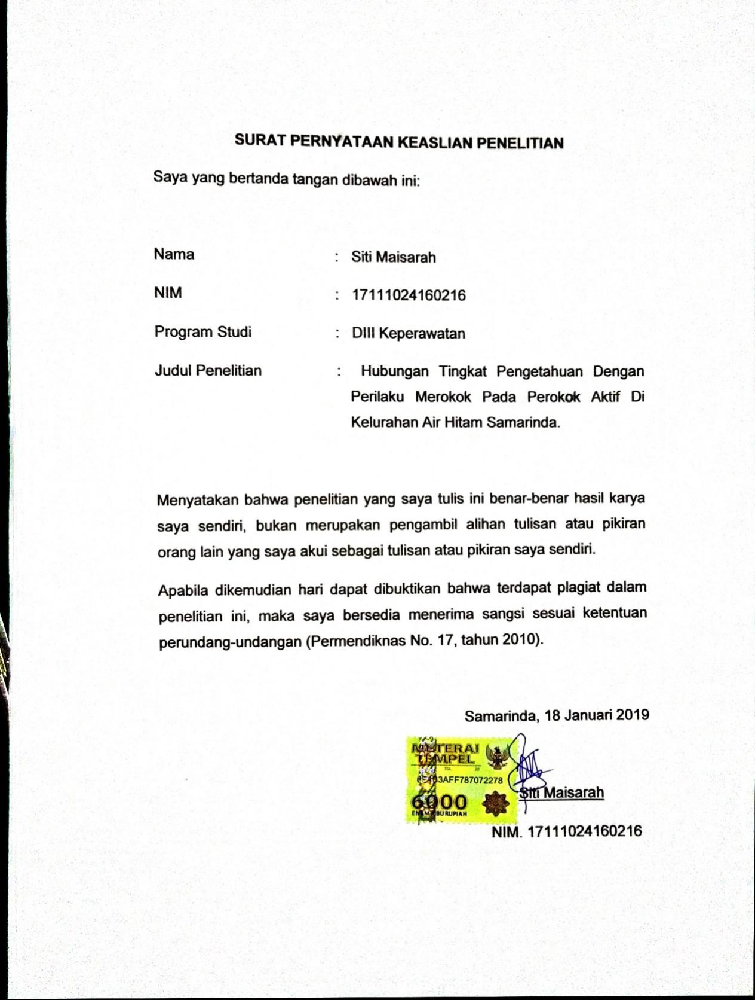 SURAT PERNYATAAN KEASLIAN PENELITIAN
Saya yang bertanda tangan dibawah ini:
Nama : Siti Maisarah
NIM : 17111024160216
Program Studi : DIII Keperawatan
Judul Penelitian : Hubungan Tingkat Pengetahuan Dengan
Perilaku Merokok Pada Perokok Aktif Di
Kelurahan Air Hitam Samarinda.
Menyatakan bahwa penelitian yang saya tulis ini benar-benar hasil karya
saya sendiri, bukan merupakan pengambil alihan tulisan atau pikiran
orang lain yang saya akui sebagai tulisan atau pikiran saya sendiri.
Apabila dikemudian hari dapat dibuktikan bahwa terdapat plagiat dalam
penelitian ini, maka saya bersedia menerima sangsi sesuai ketentuan
perundang-undangan (Permendiknas No. 17, tahun 2010).
Samarinda, 18 Januari 2019
METERAI
TEMPEL
TGL. 20
6000
ENAM RIBU RUPIAH
Siti Maisarah
NIM. 17111024160216